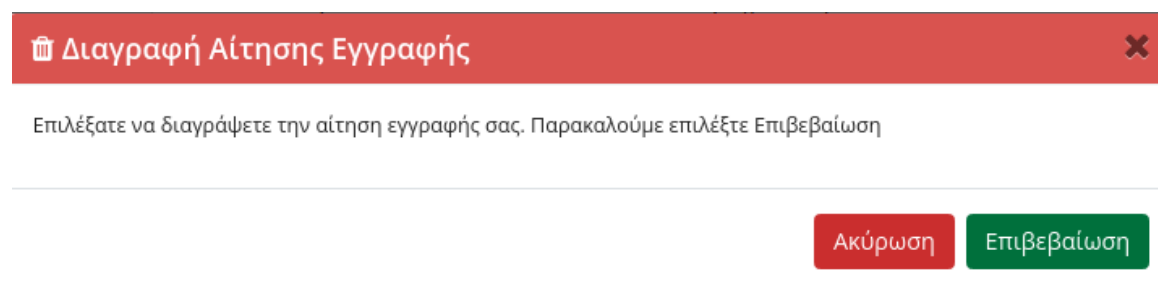 Διαγραφή Αίτησης Εγγραφής
Επιλέξατε να διαγράψετε την αίτηση εγγραφής σας. Παρακαλούμε επιλέξτε Επιβεβαίωση
Ακύρωση Επιβεβαίωση